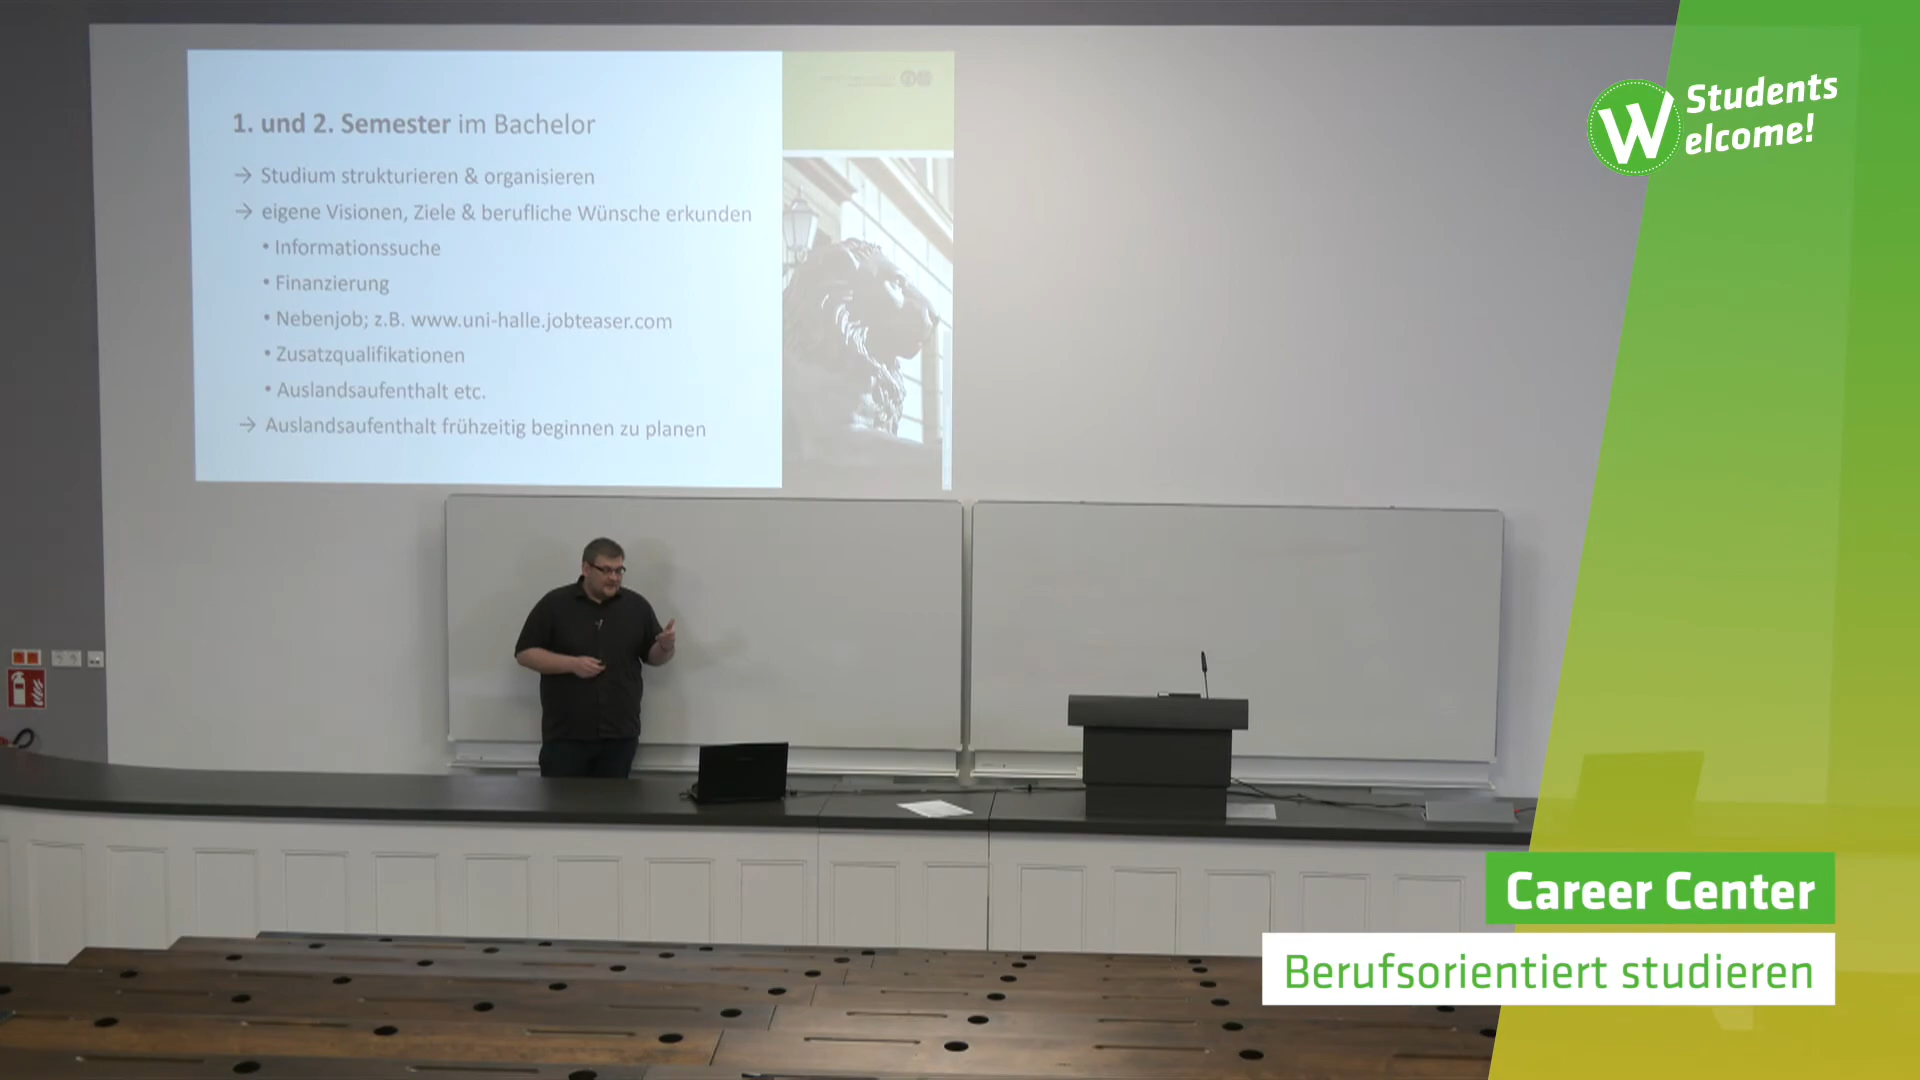 1. und 2. Semester im Bachelor
→ Studium strukturieren & organisieren
→ eigene Visionen, Ziele & berufliche Wünsche erkunden
• Informationssuche
• Finanzierung
• Nebenjob; z.B. www.uni-halle.jobteaser.com
• Zusatzqualifikationen
• Auslandsaufenthalt etc.
→ Auslandsaufenthalt frühzeitig beginnen zu planen
Students
Welcome!
Career Center
Berufsorientiert studieren